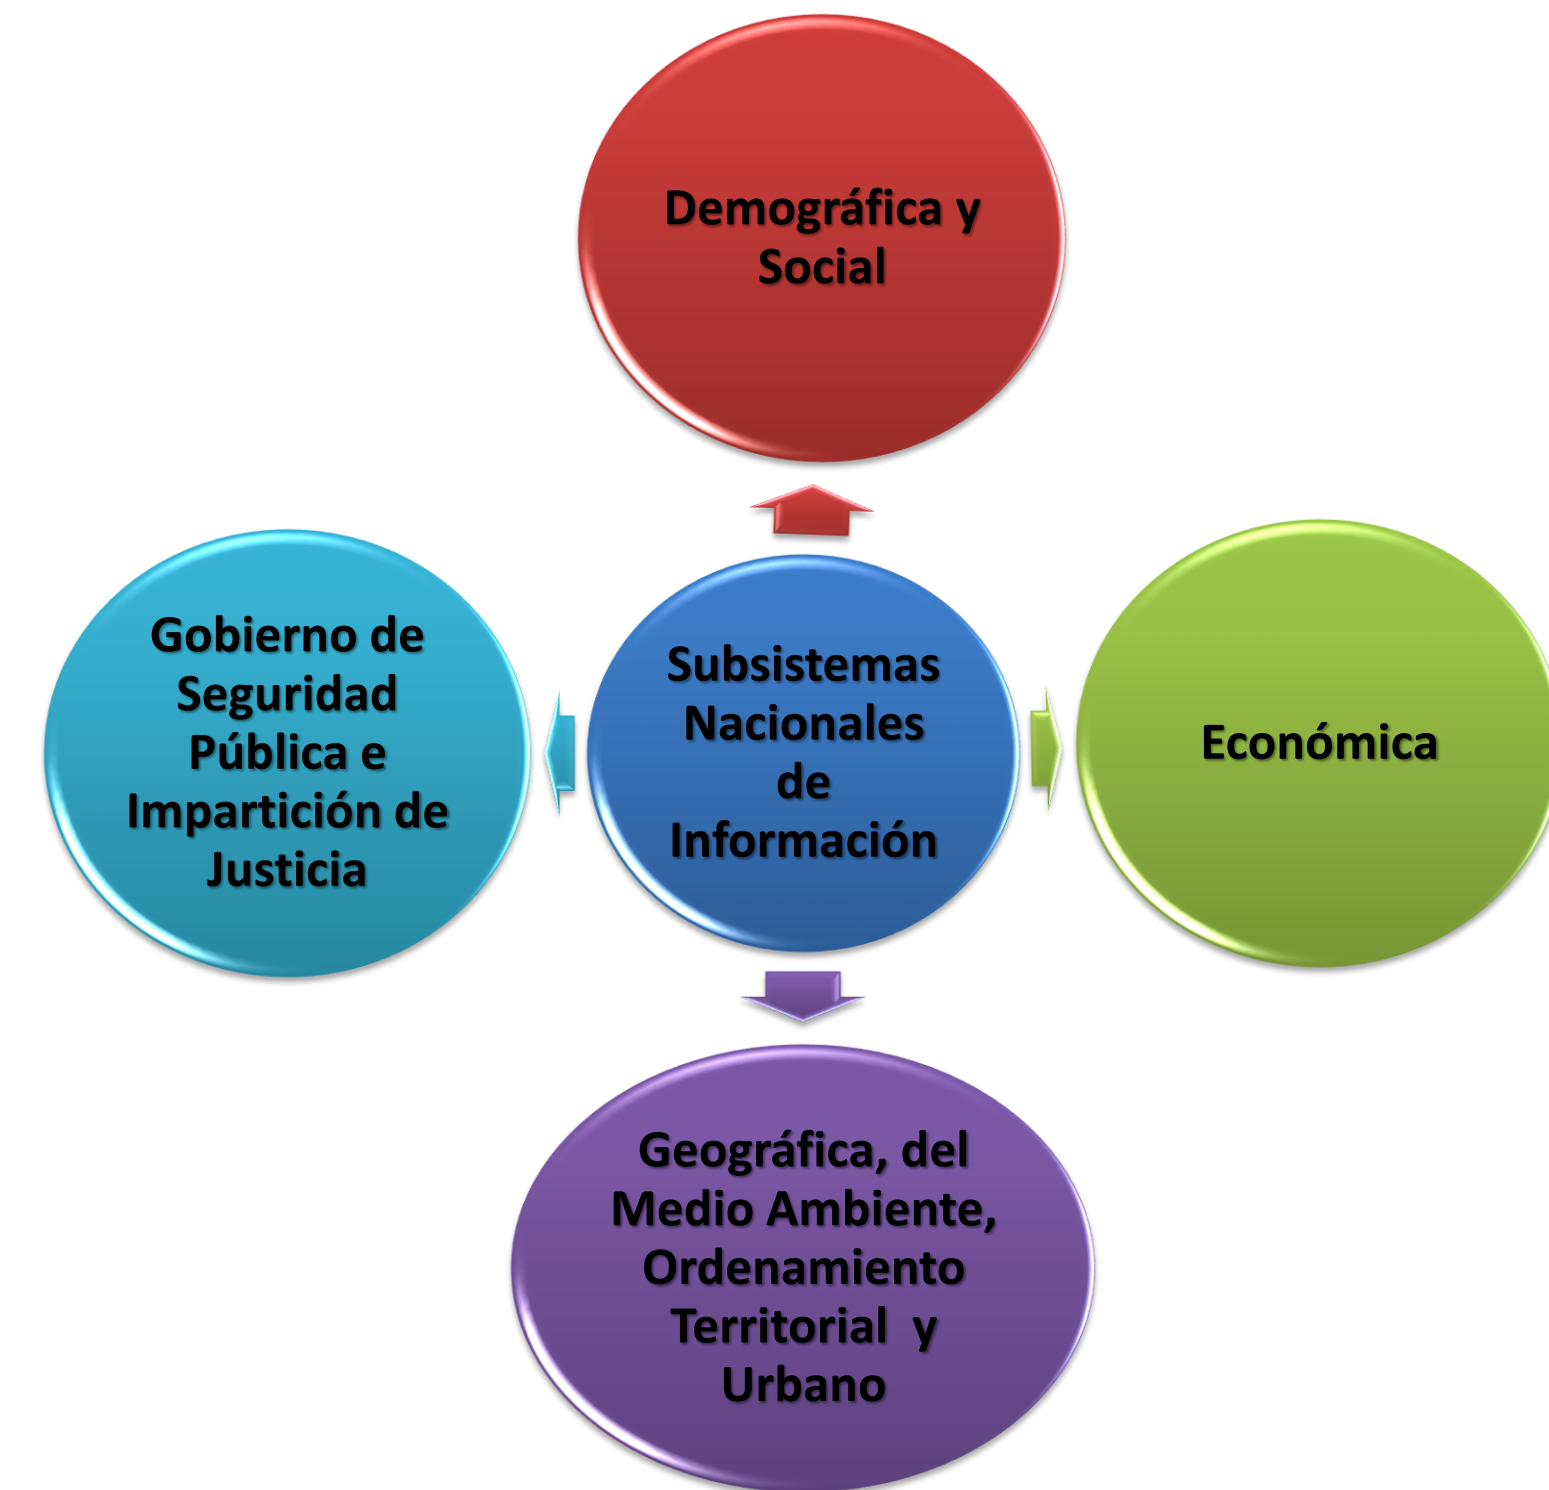 Demográfica y
Social
Gobierno de
Seguridad
Pública e
Impartición de
Justicia
Subsistemas
Nacionales
de
Información
Económica
Geográfica, del
Medio Ambiente,
Ordenamiento
Territorial  y
Urbano